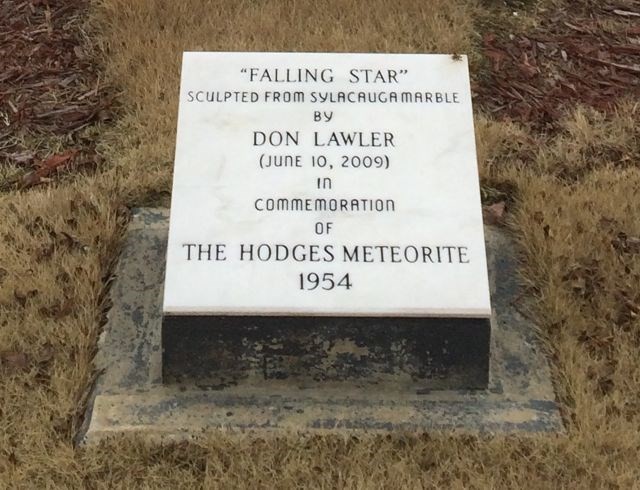 "FALLING STAR"
SCULPTED FROM SYLACAUGA MARBLE
BY
DON LAWLER
(JUNE 10, 2009)
in
COMMEMORATION
OF
THE HODGES METEORITE
1954